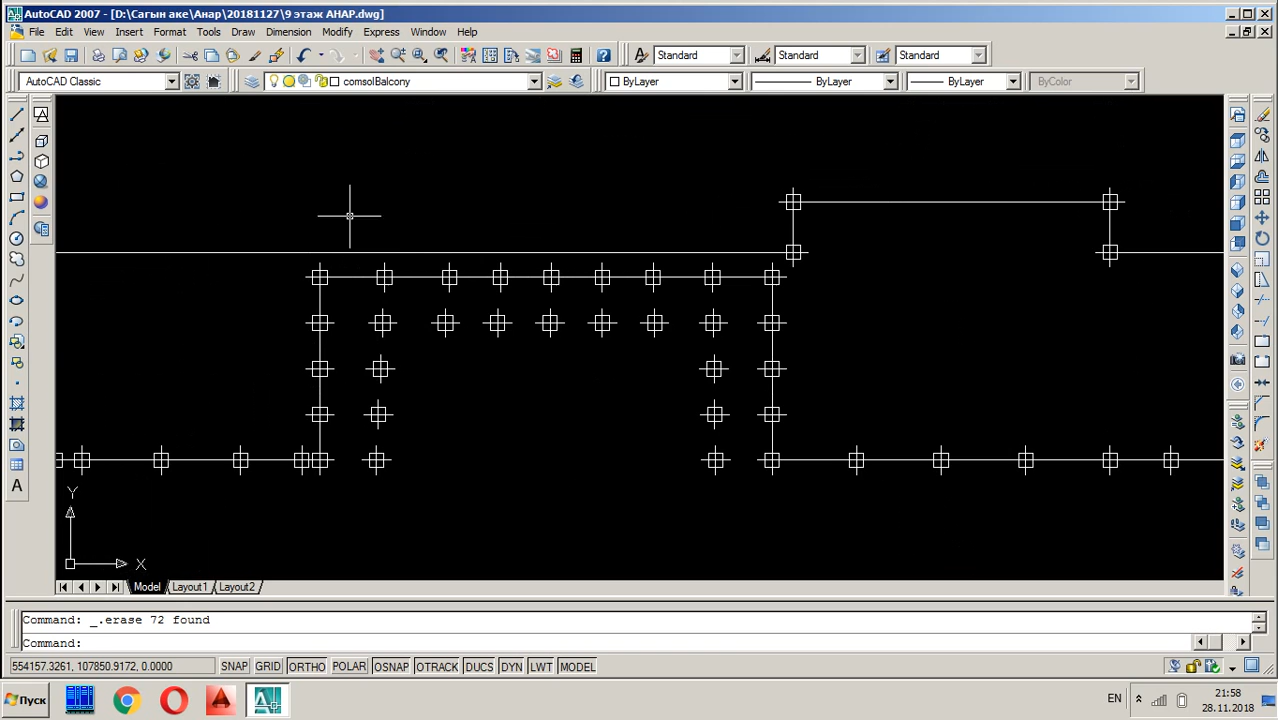 AutoCAD 2007 - [D:\Сагын аке\Анар\20181127\9 этаж АНАР.dwg]
File Edit View Insert Format Tools Draw Dimension Modify Express Window Help
Standard Standard Standard
AutoCAD Classic comsolBalcony ByLayer ByLayer ByLayer ByColor
A
Y
X
Model Layout1 Layout2
Command: _.erase 72 found
Command:
554157.3261, 107850.9172, 0.0000 SNAP GRID ORTHO POLAR OSNAP OTRACK DUCS DYN LWT MODEL
Пуск EN 21:58
28.11.2018